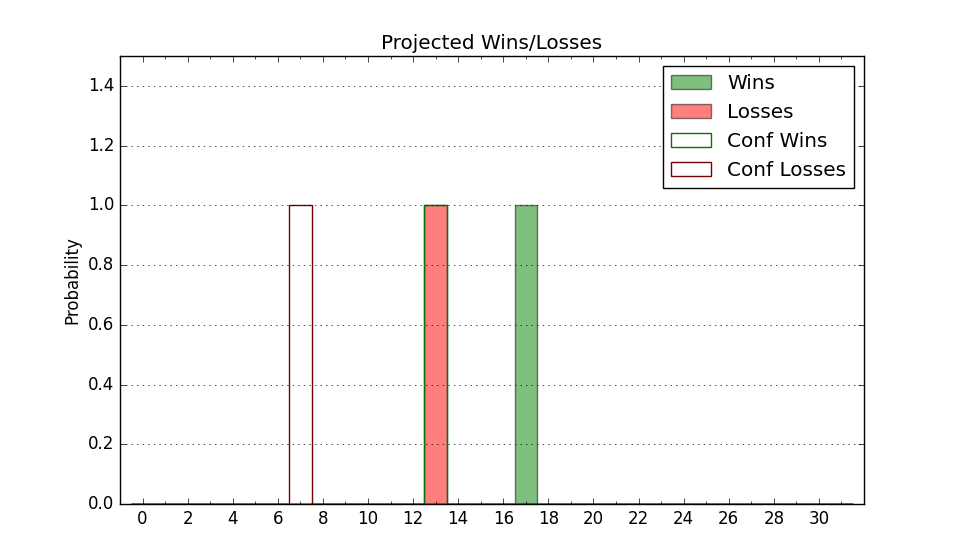 Projected Wins/Losses
Wins
Losses
Conf Wins
Conf Losses
Probability
1.4
1.2
1.0
0.8
0.6
0.4
0.2
0.0
0 2 4 6 8 10 12 14 16 18 20 22 24 26 28 30